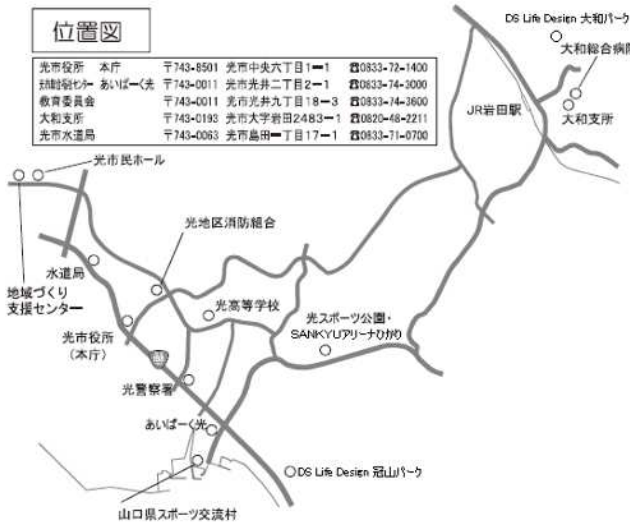 位置図
DS Life Design 大和パーク
大和総合病院
光市役所 本庁 〒743-8501 光市中央六丁目1ー1 ☎0833-72-1400
あいぱーく光 〒743-0011 光市光井二丁目2ー1 ☎0833-74-3000
教育委員会 〒743-0011 光市光井九丁目18ー3 ☎0833-74-3600
大和支所 〒743-0193 光市大字岩田2483ー1 ☎0820-48-2211
光市水道局 〒743-0063 光市島田一丁目17ー1 ☎0833-71-0700
JR岩田駅
大和支所
光市民ホール
光地区消防組合
水道局
地域づくり
支援センター
光高等学校
光スポーツ公園・
SANKYUアリーナひかり
光市役所
(本庁)
光警察署
あいぱーく光
DS Life Design 冠山パーク
山口県スポーツ交流村